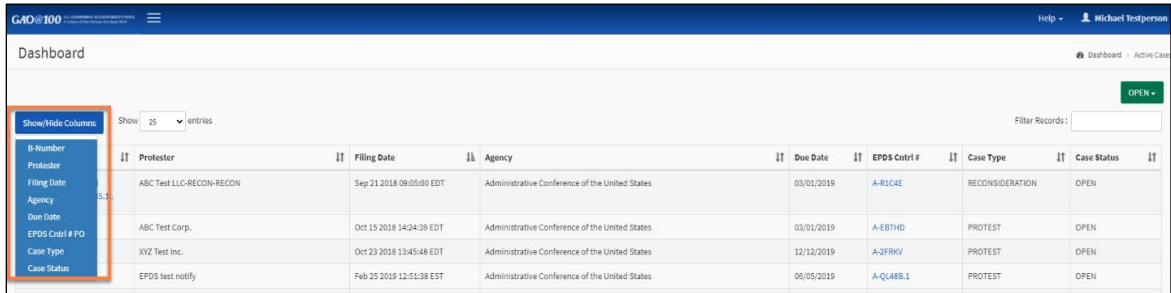 GAO@100 U.S. GOVERNMENT ACCOUNTABILITY OFFICE
Help Michael Testperson
Dashboard
Dashboard > Active Case
OPEN
Show/Hide Columns Show 25 entries Filter Records :
B-Number
Protester
Filing Date
Agency
Due Date
EPDS Cntrl # PO
Case Type
Case Status
Protester Filing Date Agency Due Date EPDS Cntrl # Case Type Case Status
ABC Test LLC-RECON-RECON Sep 21 2018 09:05:00 EDT Administrative Conference of the United States 03/01/2019 A-R1C4E RECONSIDERATION OPEN
ABC Test Corp. Oct 15 2018 14:24:39 EDT Administrative Conference of the United States 03/01/2019 A-EBTHD PROTEST OPEN
XYZ Test Inc. Oct 23 2018 13:45:48 EDT Administrative Conference of the United States 12/12/2019 A-2FRKV PROTEST OPEN
EPDS test notify Feb 25 2019 12:51:38 EST Administrative Conference of the United States 06/05/2019 A-QL48B.1 PROTEST OPEN